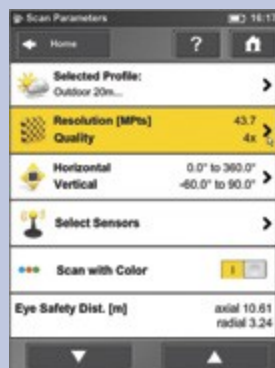 Scan Parameters 16:17
Home ?
Selected Profile:
Outdoor 20m...
Resolution [MPts] 43.7
Quality 4x
Horizontal 0.0° to 360.0°
Vertical -60.0° to 90.0°
Select Sensors
Scan with Color I
Eye Safety Dist. [m] axial 10.61
radial 3.24